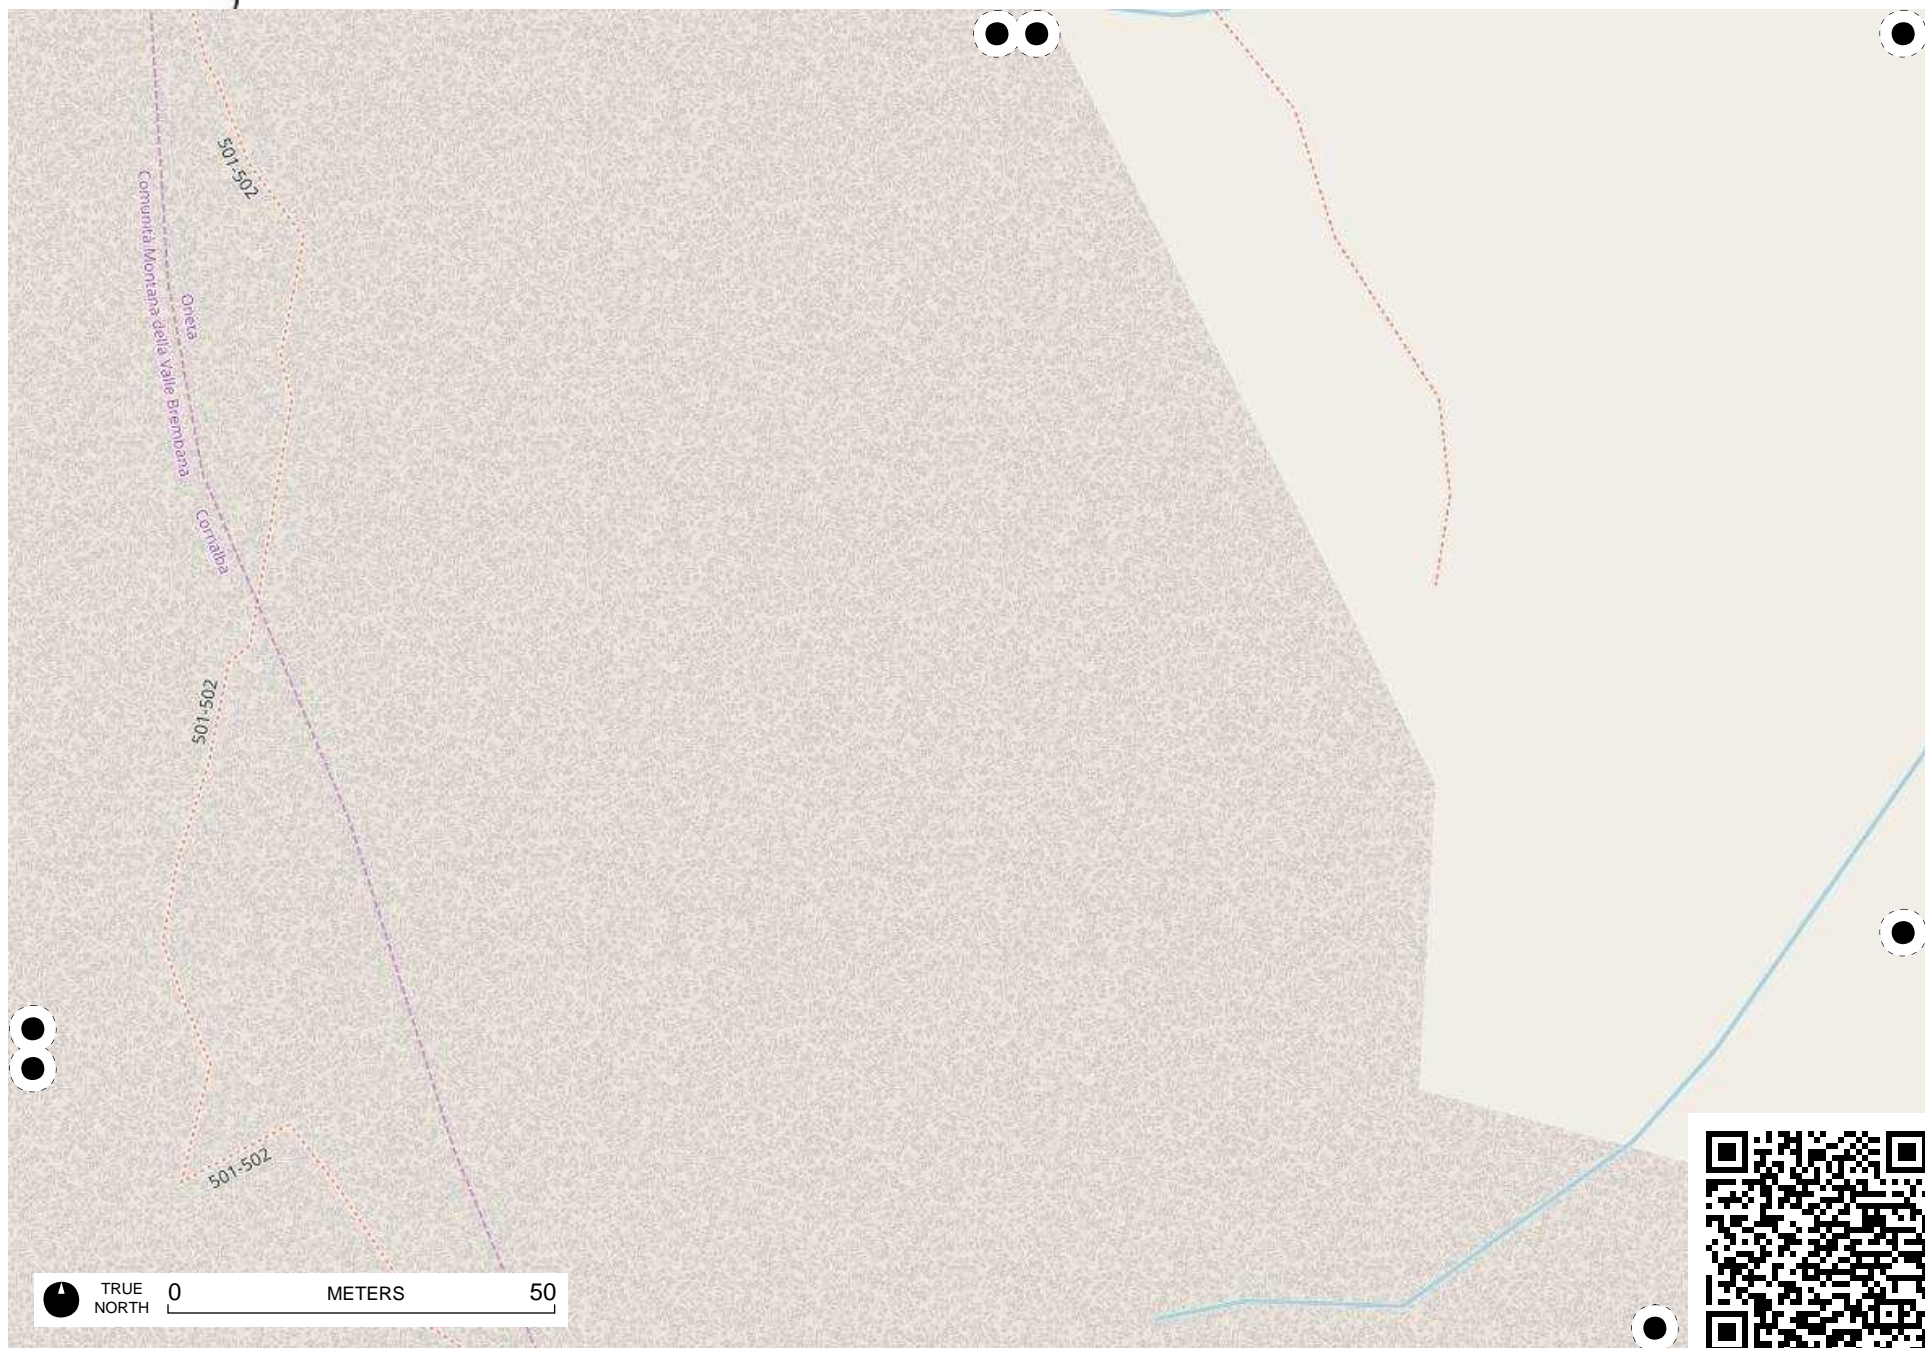 501-502
Comunità Montana della Valle Brembana
Oneta
Cornalba
501-502
501-502
TRUE NORTH
0 METERS 50